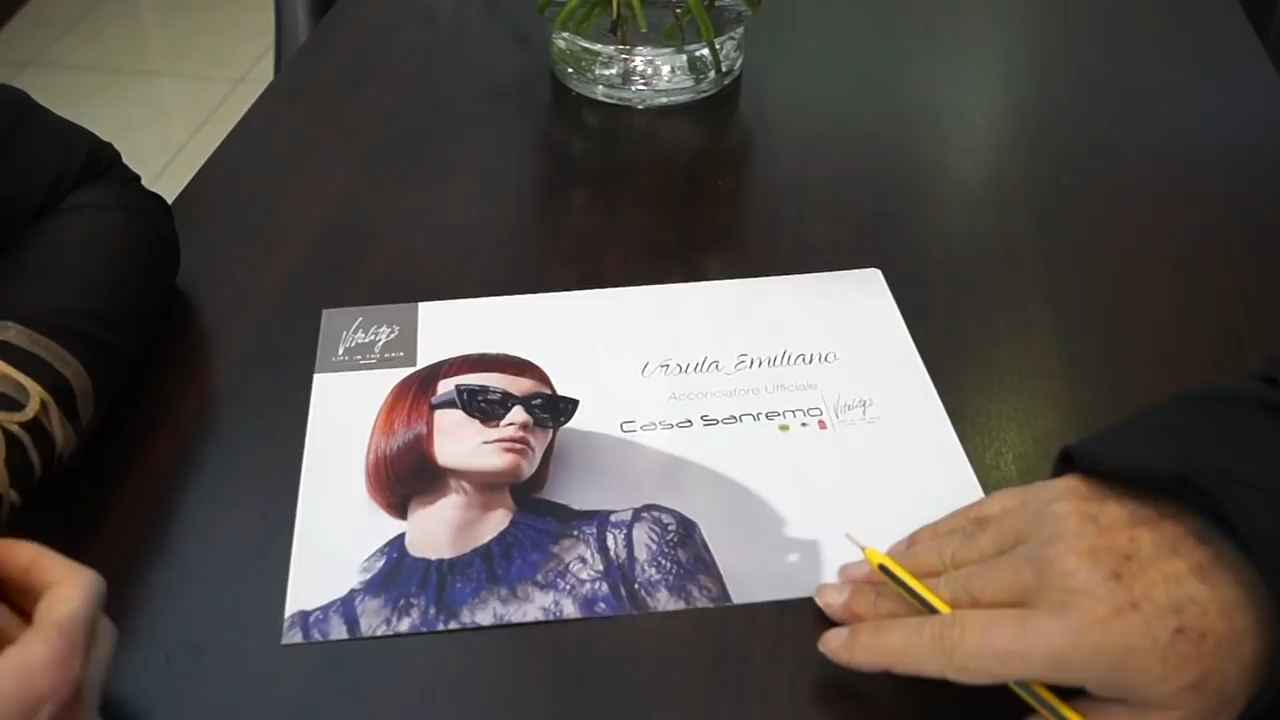 Vitality's
LIFE IN THE HAIR
Ursula Emiliano
Acconciatore Ufficiale
Casa Sanremo
Vitality's